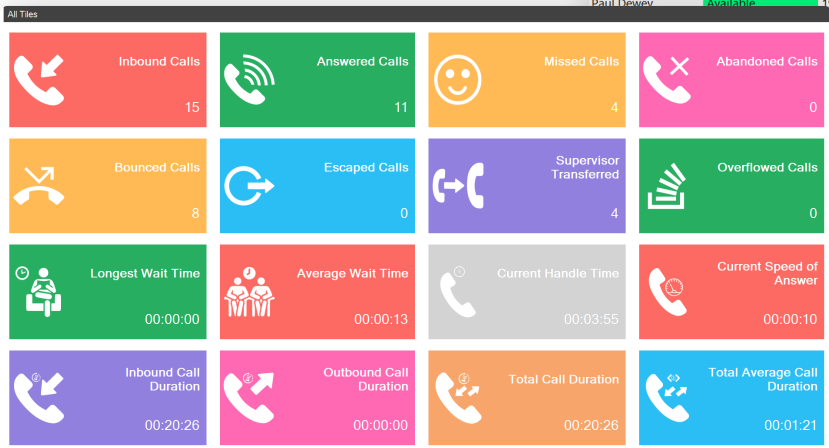 Paul Dewey Available
All Tiles
Inbound Calls
15
Answered Calls
11
Missed Calls
4
Abandoned Calls
0
Bounced Calls
8
Escaped Calls
0
Supervisor
Transferred
4
Overflowed Calls
0
Longest Wait Time
00:00:00
Average Wait Time
00:00:13
Current Handle Time
00:03:55
Current Speed of
Answer
00:00:10
Inbound Call
Duration
00:20:26
Outbound Call
Duration
00:00:00
Total Call Duration
00:20:26
Total Average Call
Duration
00:01:21